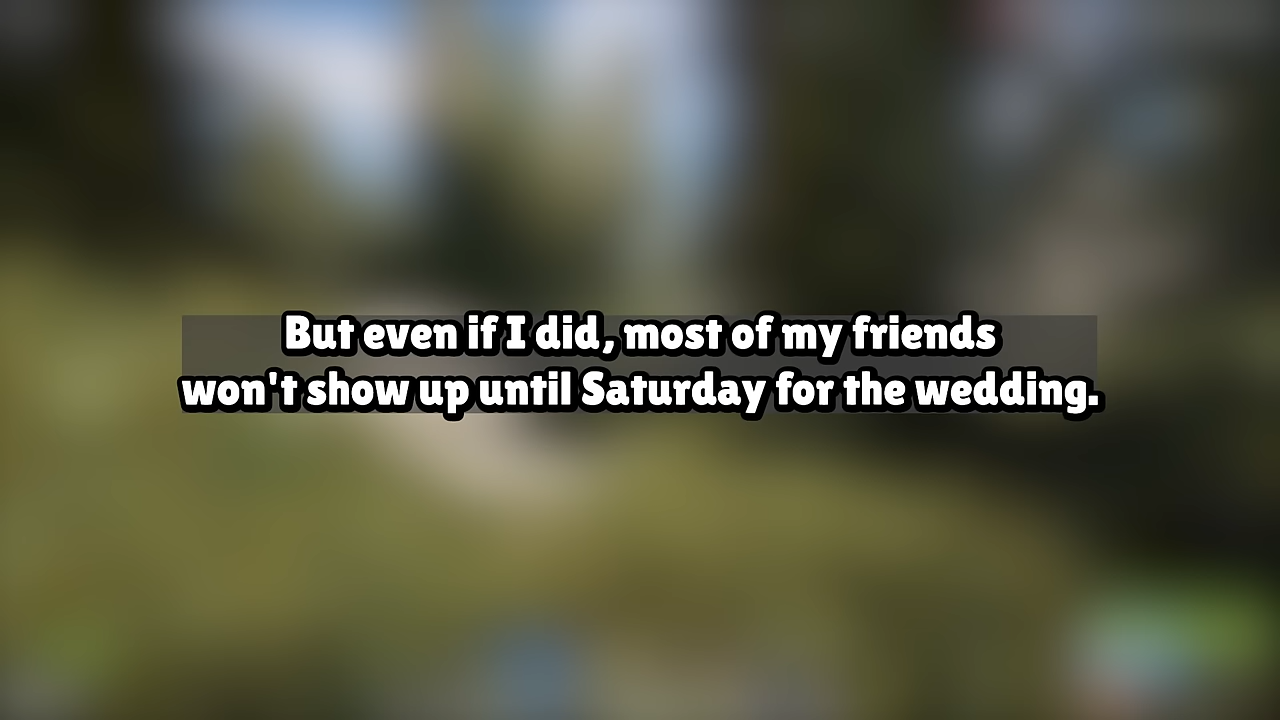 But even if I did, most of my friends
won't show up until Saturday for the wedding.